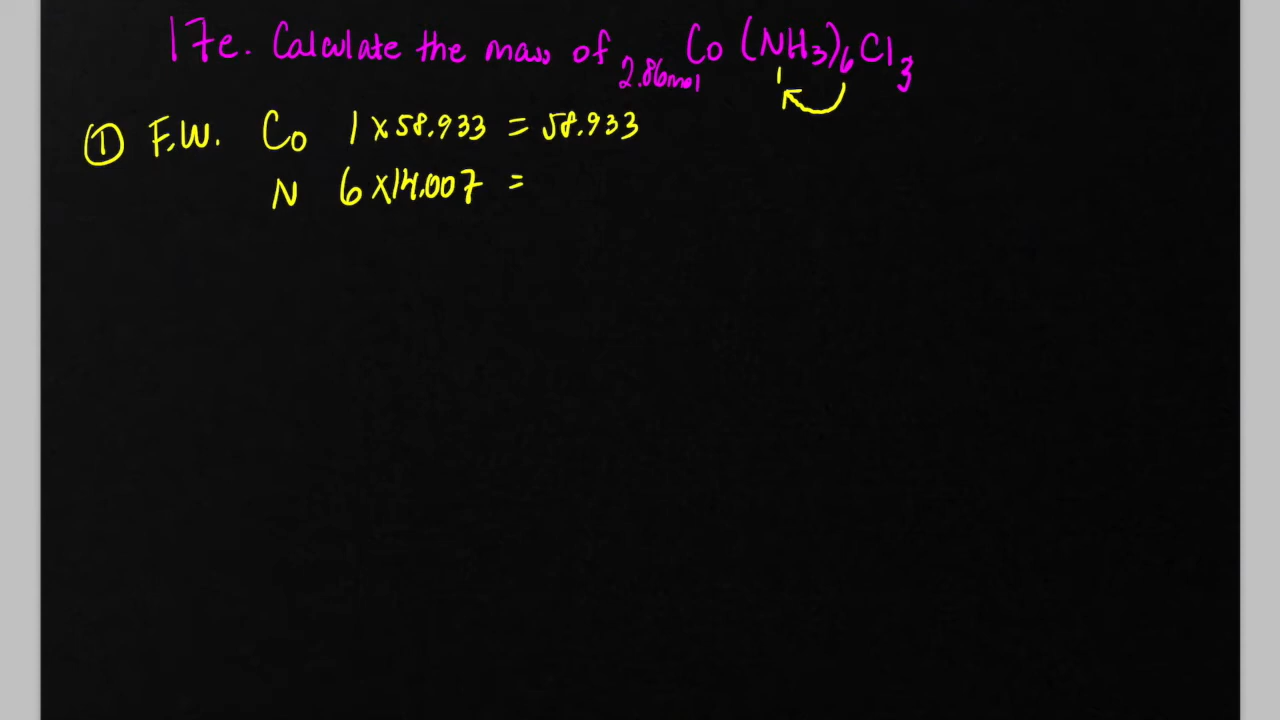 17e. Calculate the mass of 2.86mol Co(NH3)6Cl3
1
① F.W. Co 1 x 58.933 = 58.933
N 6 x 14.007 =